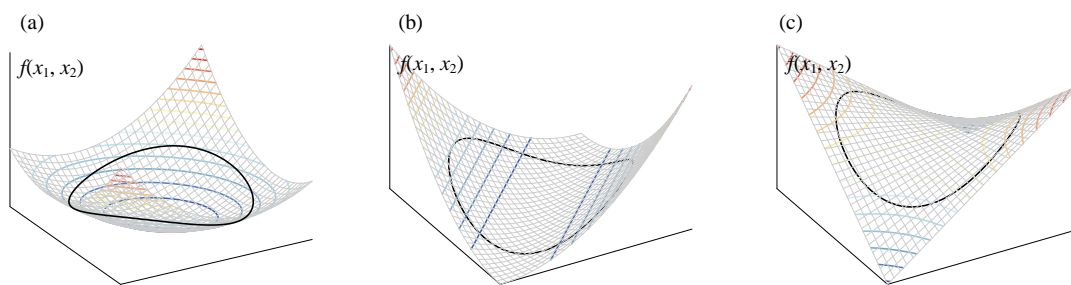 (a)
(b)
(c)
f(x₁, x₂)
f(x₁, x₂)
f(x₁, x₂)